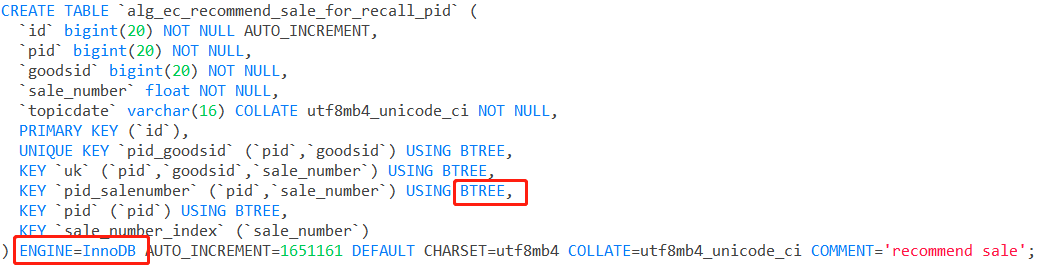 CREATE TABLE `alg_ec_recommend_sale_for_recall_pid` (
  `id` bigint(20) NOT NULL AUTO_INCREMENT,
  `pid` bigint(20) NOT NULL,
  `goodsid` bigint(20) NOT NULL,
  `sale_number` float NOT NULL,
  `topicdate` varchar(16) COLLATE utf8mb4_unicode_ci NOT NULL,
  PRIMARY KEY (`id`),
  UNIQUE KEY `pid_goodsid` (`pid`,`goodsid`) USING BTREE,
  KEY `uk` (`pid`,`goodsid`,`sale_number`) USING BTREE,
  KEY `pid_salenumber` (`pid`,`sale_number`) USING BTREE,
  KEY `pid` (`pid`) USING BTREE,
  KEY `sale_number_index` (`sale_number`)
) ENGINE=InnoDB AUTO_INCREMENT=1651161 DEFAULT CHARSET=utf8mb4 COLLATE=utf8mb4_unicode_ci COMMENT='recommend sale';